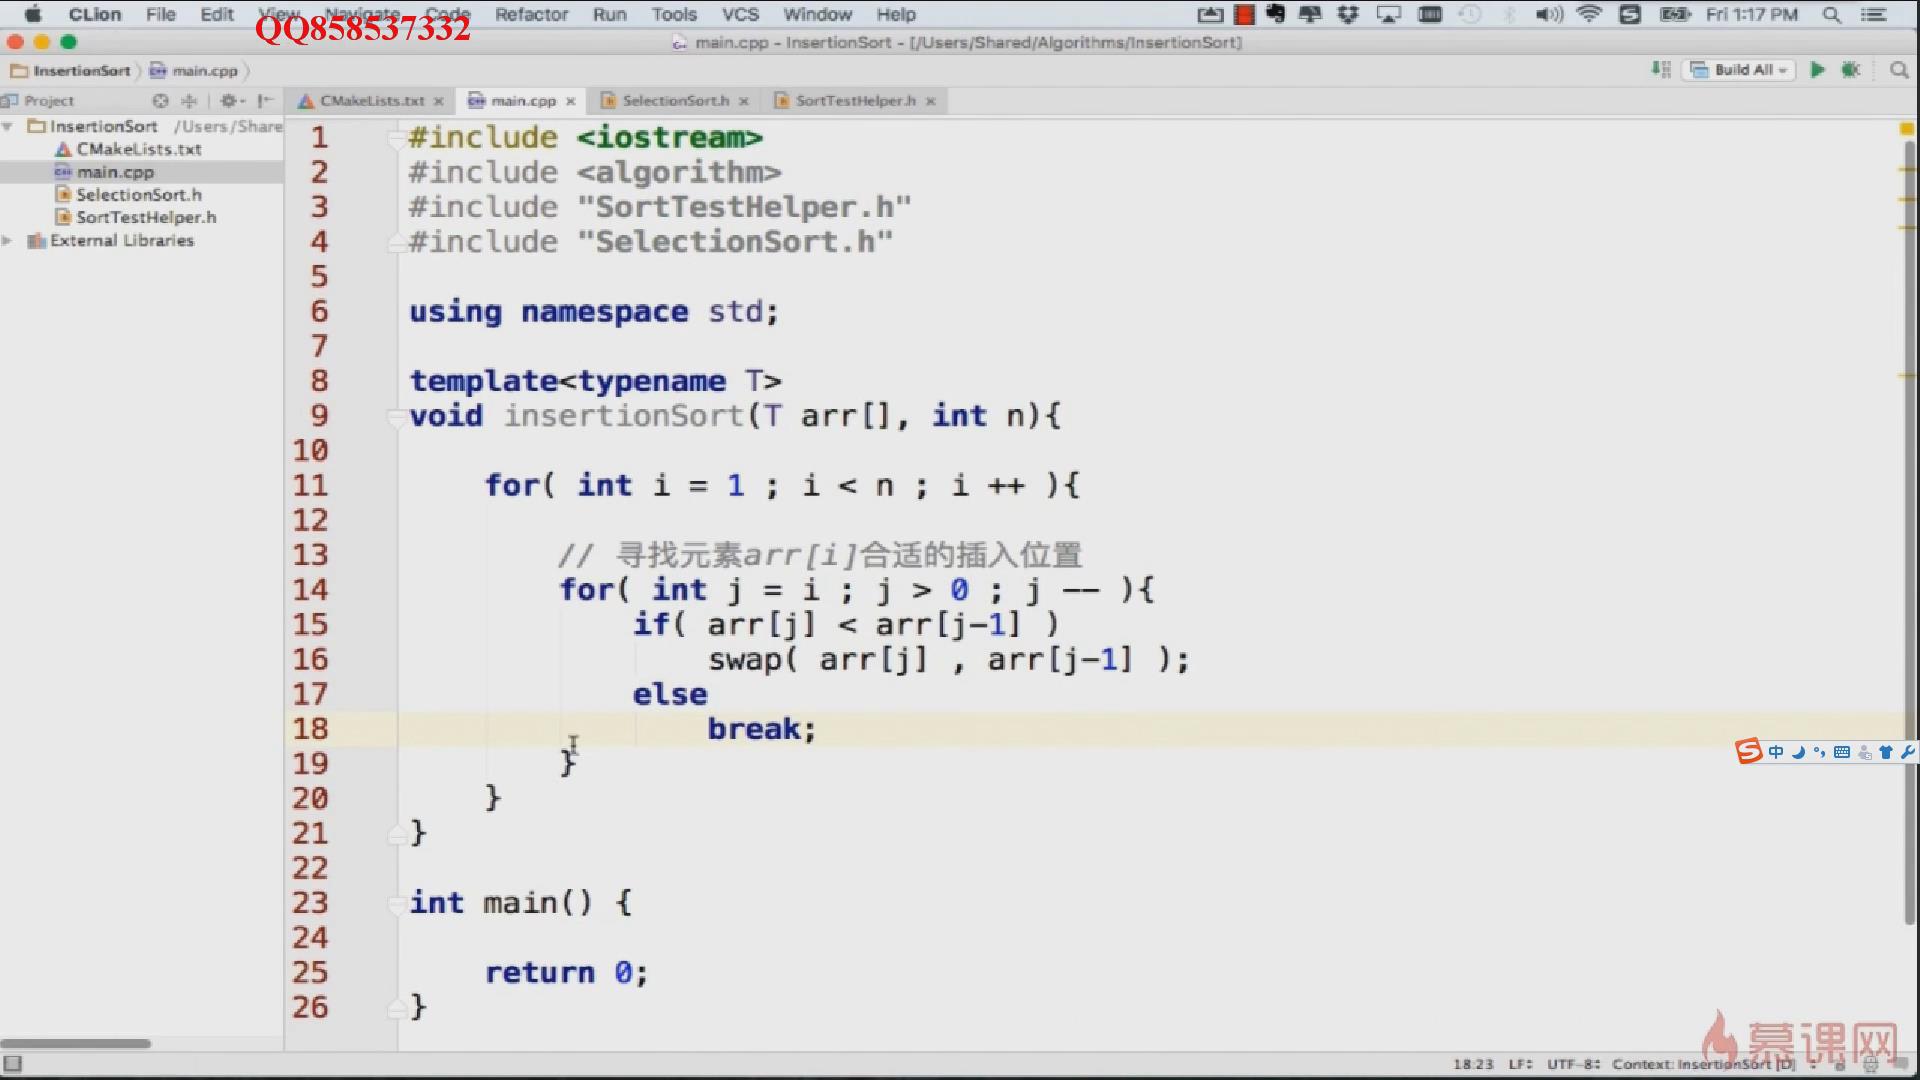 CLion File Edit View Navigate Code Refactor Run Tools VCS Window Help Fri 1:17 PM
QQ858537332
main.cpp - InsertionSort - [/Users/Shared/Algorithms/InsertionSort]
InsertionSort main.cpp Build All
Project CMakeLists.txt main.cpp SelectionSort.h SortTestHelper.h
InsertionSort /Users/Share
CMakeLists.txt
main.cpp
SelectionSort.h
SortTestHelper.h
External Libraries
1 #include <iostream>
2 #include <algorithm>
3 #include "SortTestHelper.h"
4 #include "SelectionSort.h"
5
6 using namespace std;
7
8 template<typename T>
9 void insertionSort(T arr[], int n){
10
11 for( int i = 1 ; i < n ; i ++ ){
12
13 // 寻找元素arr[i]合适的插入位置
14 for( int j = i ; j > 0 ; j -- ){
15 if( arr[j] < arr[j-1] )
16 swap( arr[j] , arr[j-1] );
17 else
18 break;
19 }
20 }
21 }
22
23 int main() {
24
25 return 0;
26 }
中
慕课网
18:23 LF UTF-8 Context: InsertionSort [D]